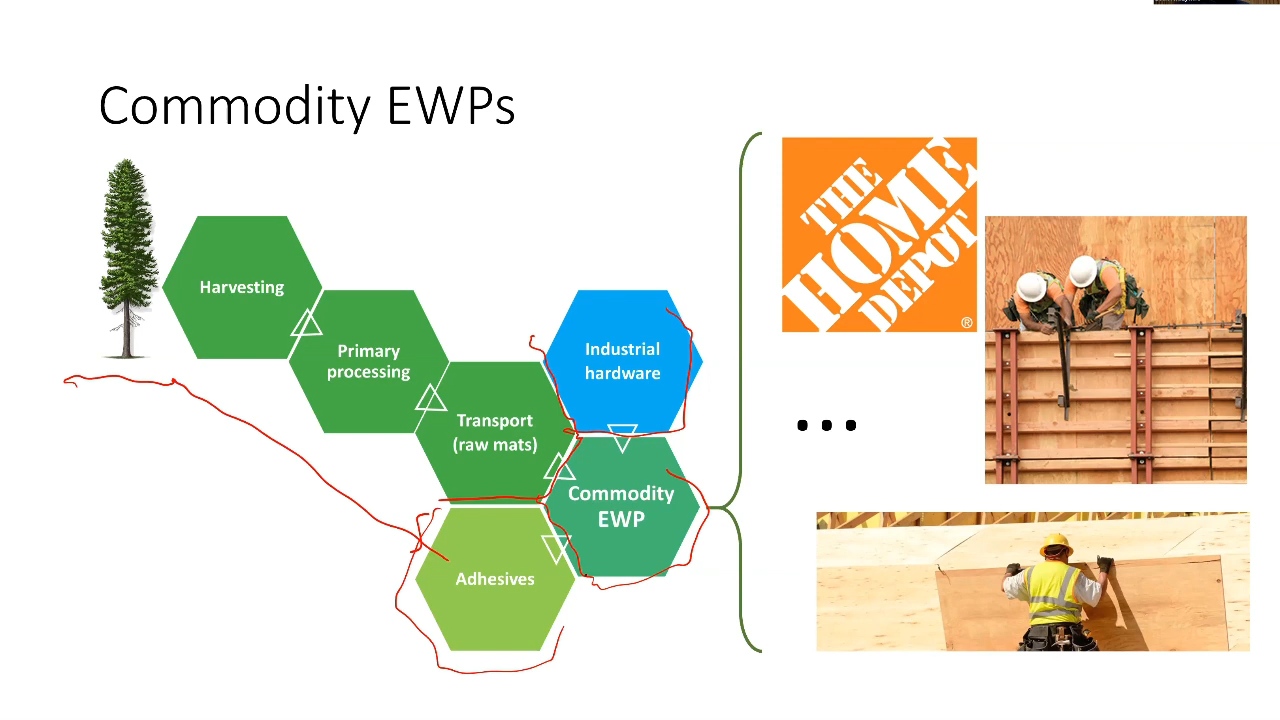 Commodity EWPs
Harvesting
Primary
processing
Transport
(raw mats)
Adhesives
Industrial
hardware
Commodity
EWP
THE
HOME
DEPOT
®
...